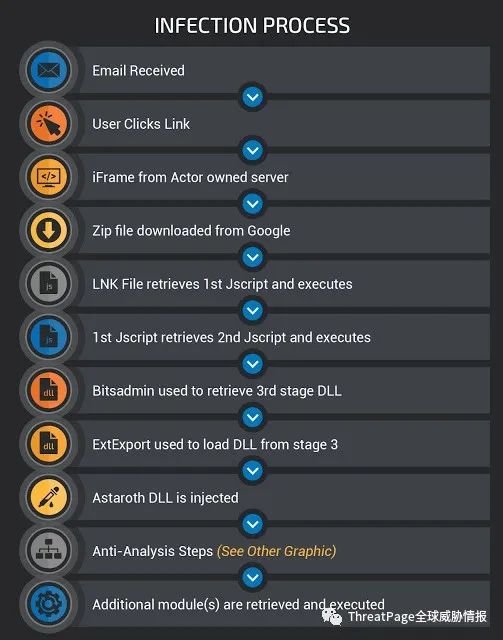 INFECTION PROCESS
Email Received
User Clicks Link
</>
iFrame from Actor owned server
Zip file downloaded from Google
js
LNK File retrieves 1st Jscript and executes
js
1st Jscript retrieves 2nd Jscript and executes
dll
Bitsadmin used to retrieve 3rd stage DLL
dll
ExtExport used to load DLL from stage 3
Astaroth DLL is injected
Anti-Analysis Steps (See Other Graphic)
Additional module(s) are retrieved and executed
ThreatPage全球威胁情报